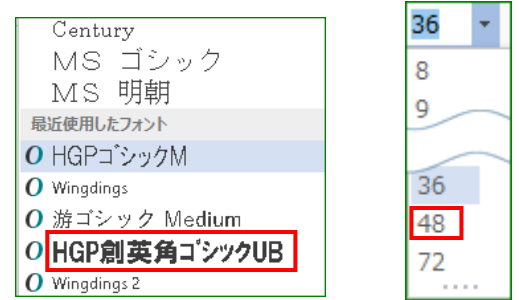 Century
MS ゴシック
MS 明朝
最近使用したフォント
HGPゴシックM
Wingdings
游ゴシック Medium
HGP創英角ゴシックUB
Wingdings 2
36
8
9
36
48
72